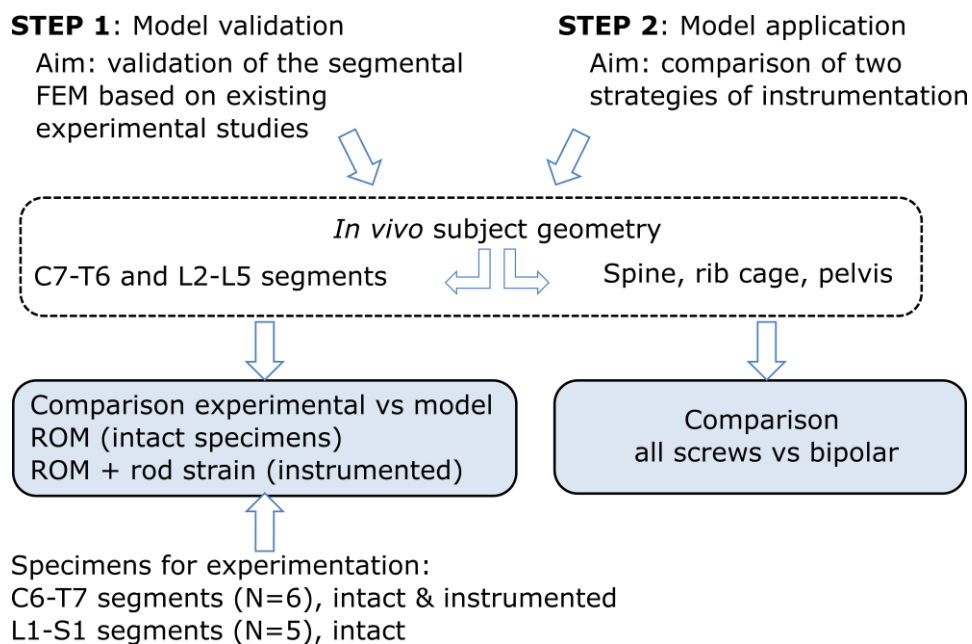 STEP 1: Model validation
Aim: validation of the segmental
FEM based on existing
experimental studies
STEP 2: Model application
Aim: comparison of two
strategies of instrumentation
In vivo subject geometry
C7-T6 and L2-L5 segments
Spine, rib cage, pelvis
Comparison experimental vs model
ROM (intact specimens)
ROM + rod strain (instrumented)
Comparison
all screws vs bipolar
Specimens for experimentation:
C6-T7 segments (N=6), intact & instrumented
L1-S1 segments (N=5), intact